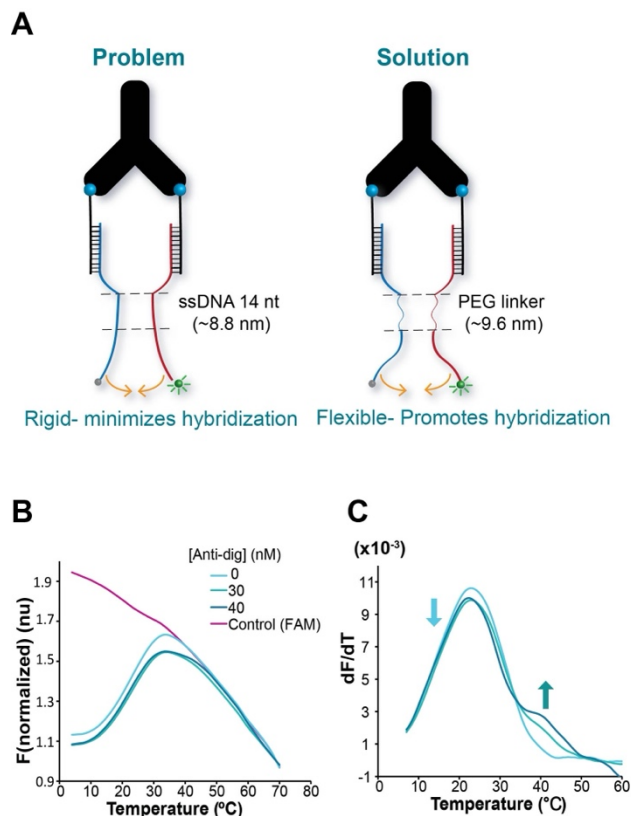 A
Problem
Solution
ssDNA 14 nt
(~8.8 nm)
PEG linker
(~9.6 nm)
Rigid- minimizes hybridization
Flexible- Promotes hybridization
B
[Anti-dig] (nM)
0
30
40
Control (FAM)
F(normalized) (nu)
1.9
1.7
1.5
1.3
1.1
0.9
0 10 20 30 40 50 60 70 80
Temperature (ºC)
C
(x10-3)
dF/dT
11
9
7
5
3
1
-1
0 10 20 30 40 50 60
Temperature (°C)